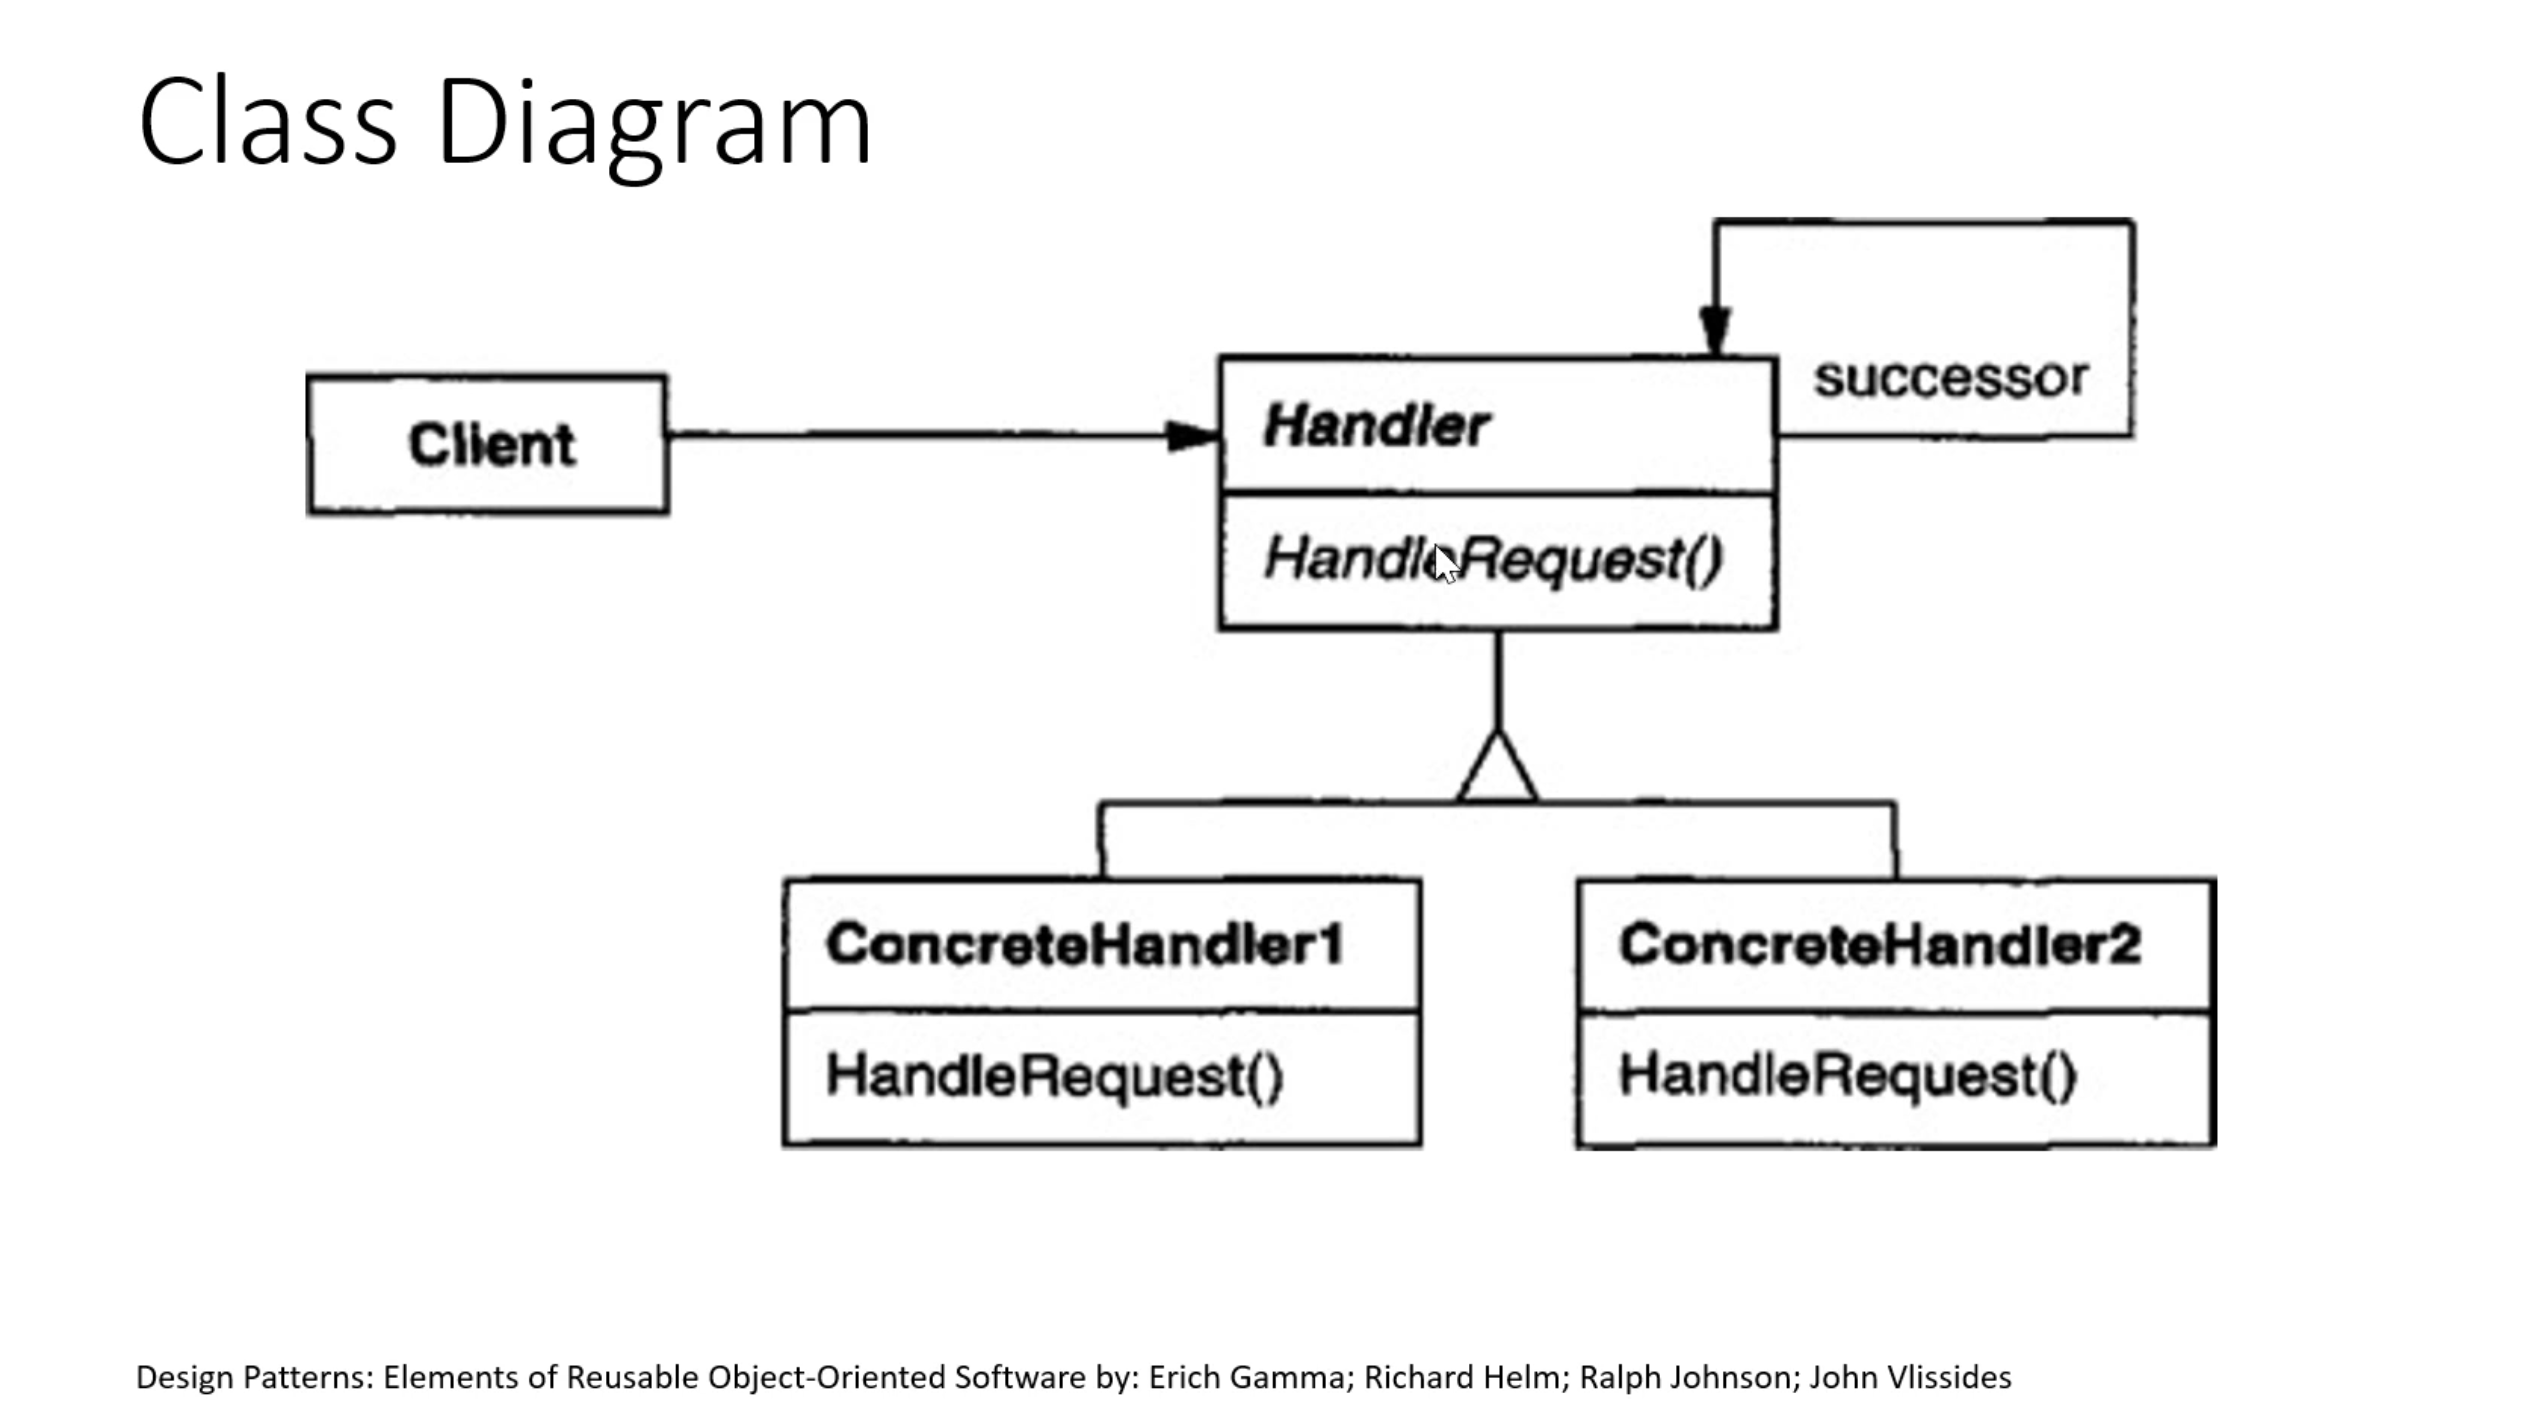 Class Diagram
Client
Handler
successor
HandleRequest()
ConcreteHandler1
ConcreteHandler2
HandleRequest()
HandleRequest()
Design Patterns: Elements of Reusable Object-Oriented Software by: Erich Gamma; Richard Helm; Ralph Johnson; John Vlissides